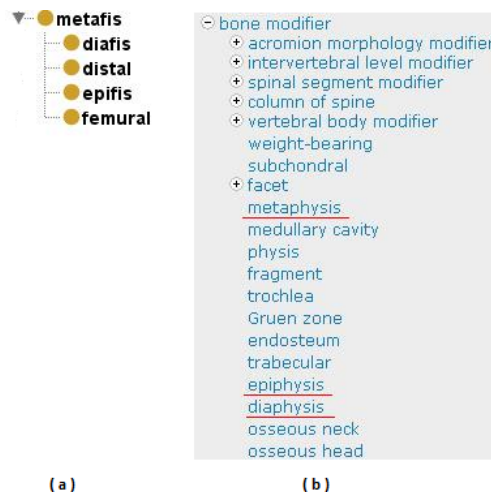 metafis
diafis
distal
epifis
femural
bone modifier
acromion morphology modifier
intervertebral level modifier
spinal segment modifier
column of spine
vertebral body modifier
weight-bearing
subchondral
facet
metaphysis
medullary cavity
physis
fragment
trochlea
Gruen zone
endosteum
trabecular
epiphysis
diaphysis
osseous neck
osseous head
(a)
(b)